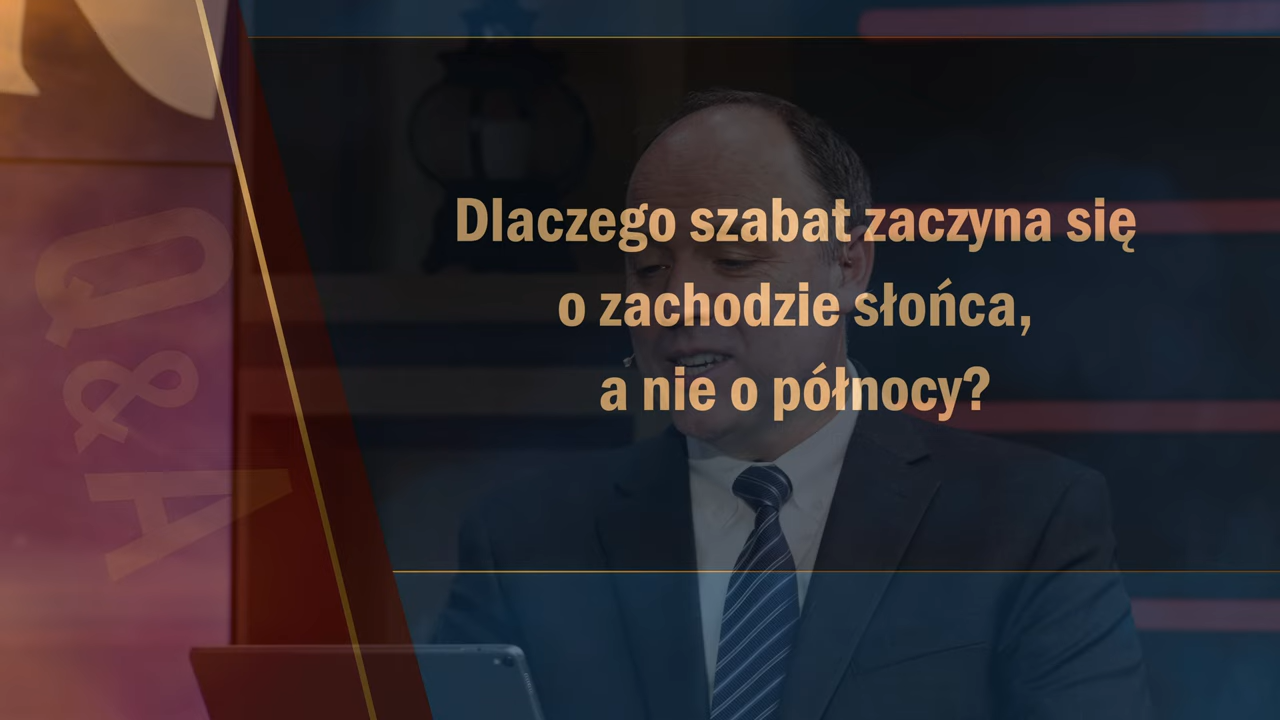 Q&A
Dlaczego szabat zaczyna się
o zachodzie słońca,
a nie o północy?